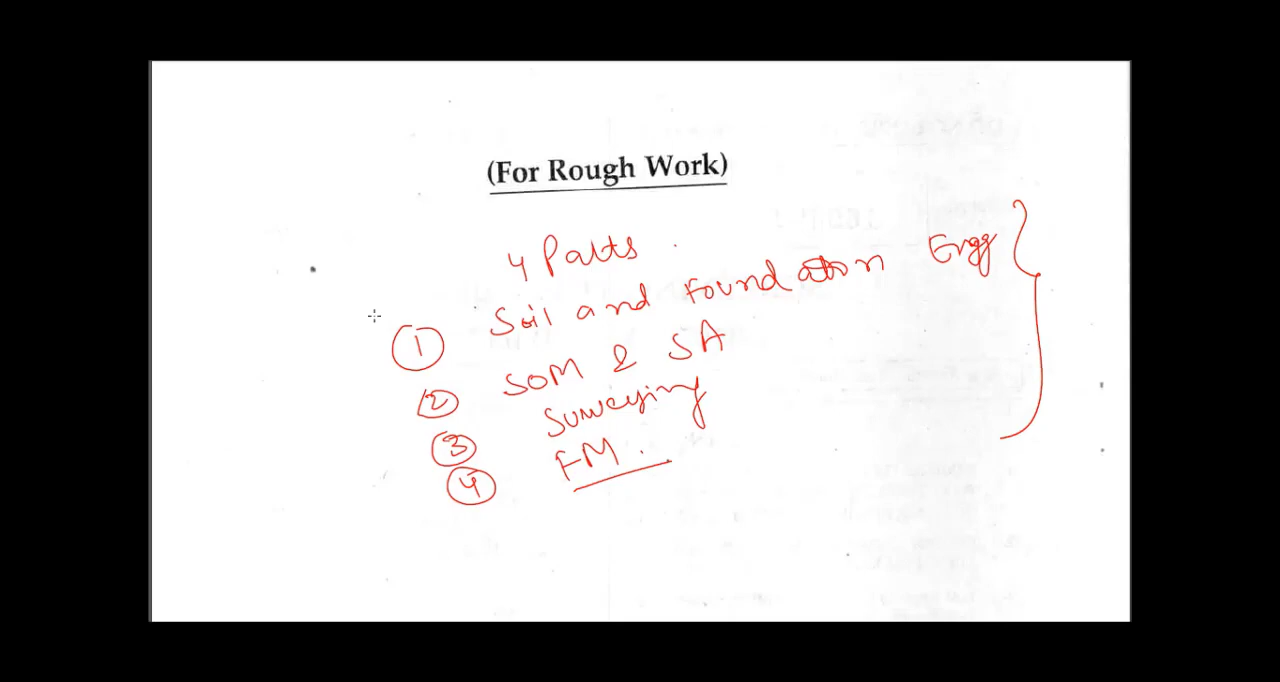 (For Rough Work)
4 Parts
① Soil and Foundation Engg
② SOM & SA
③ Surveying
④ FM.